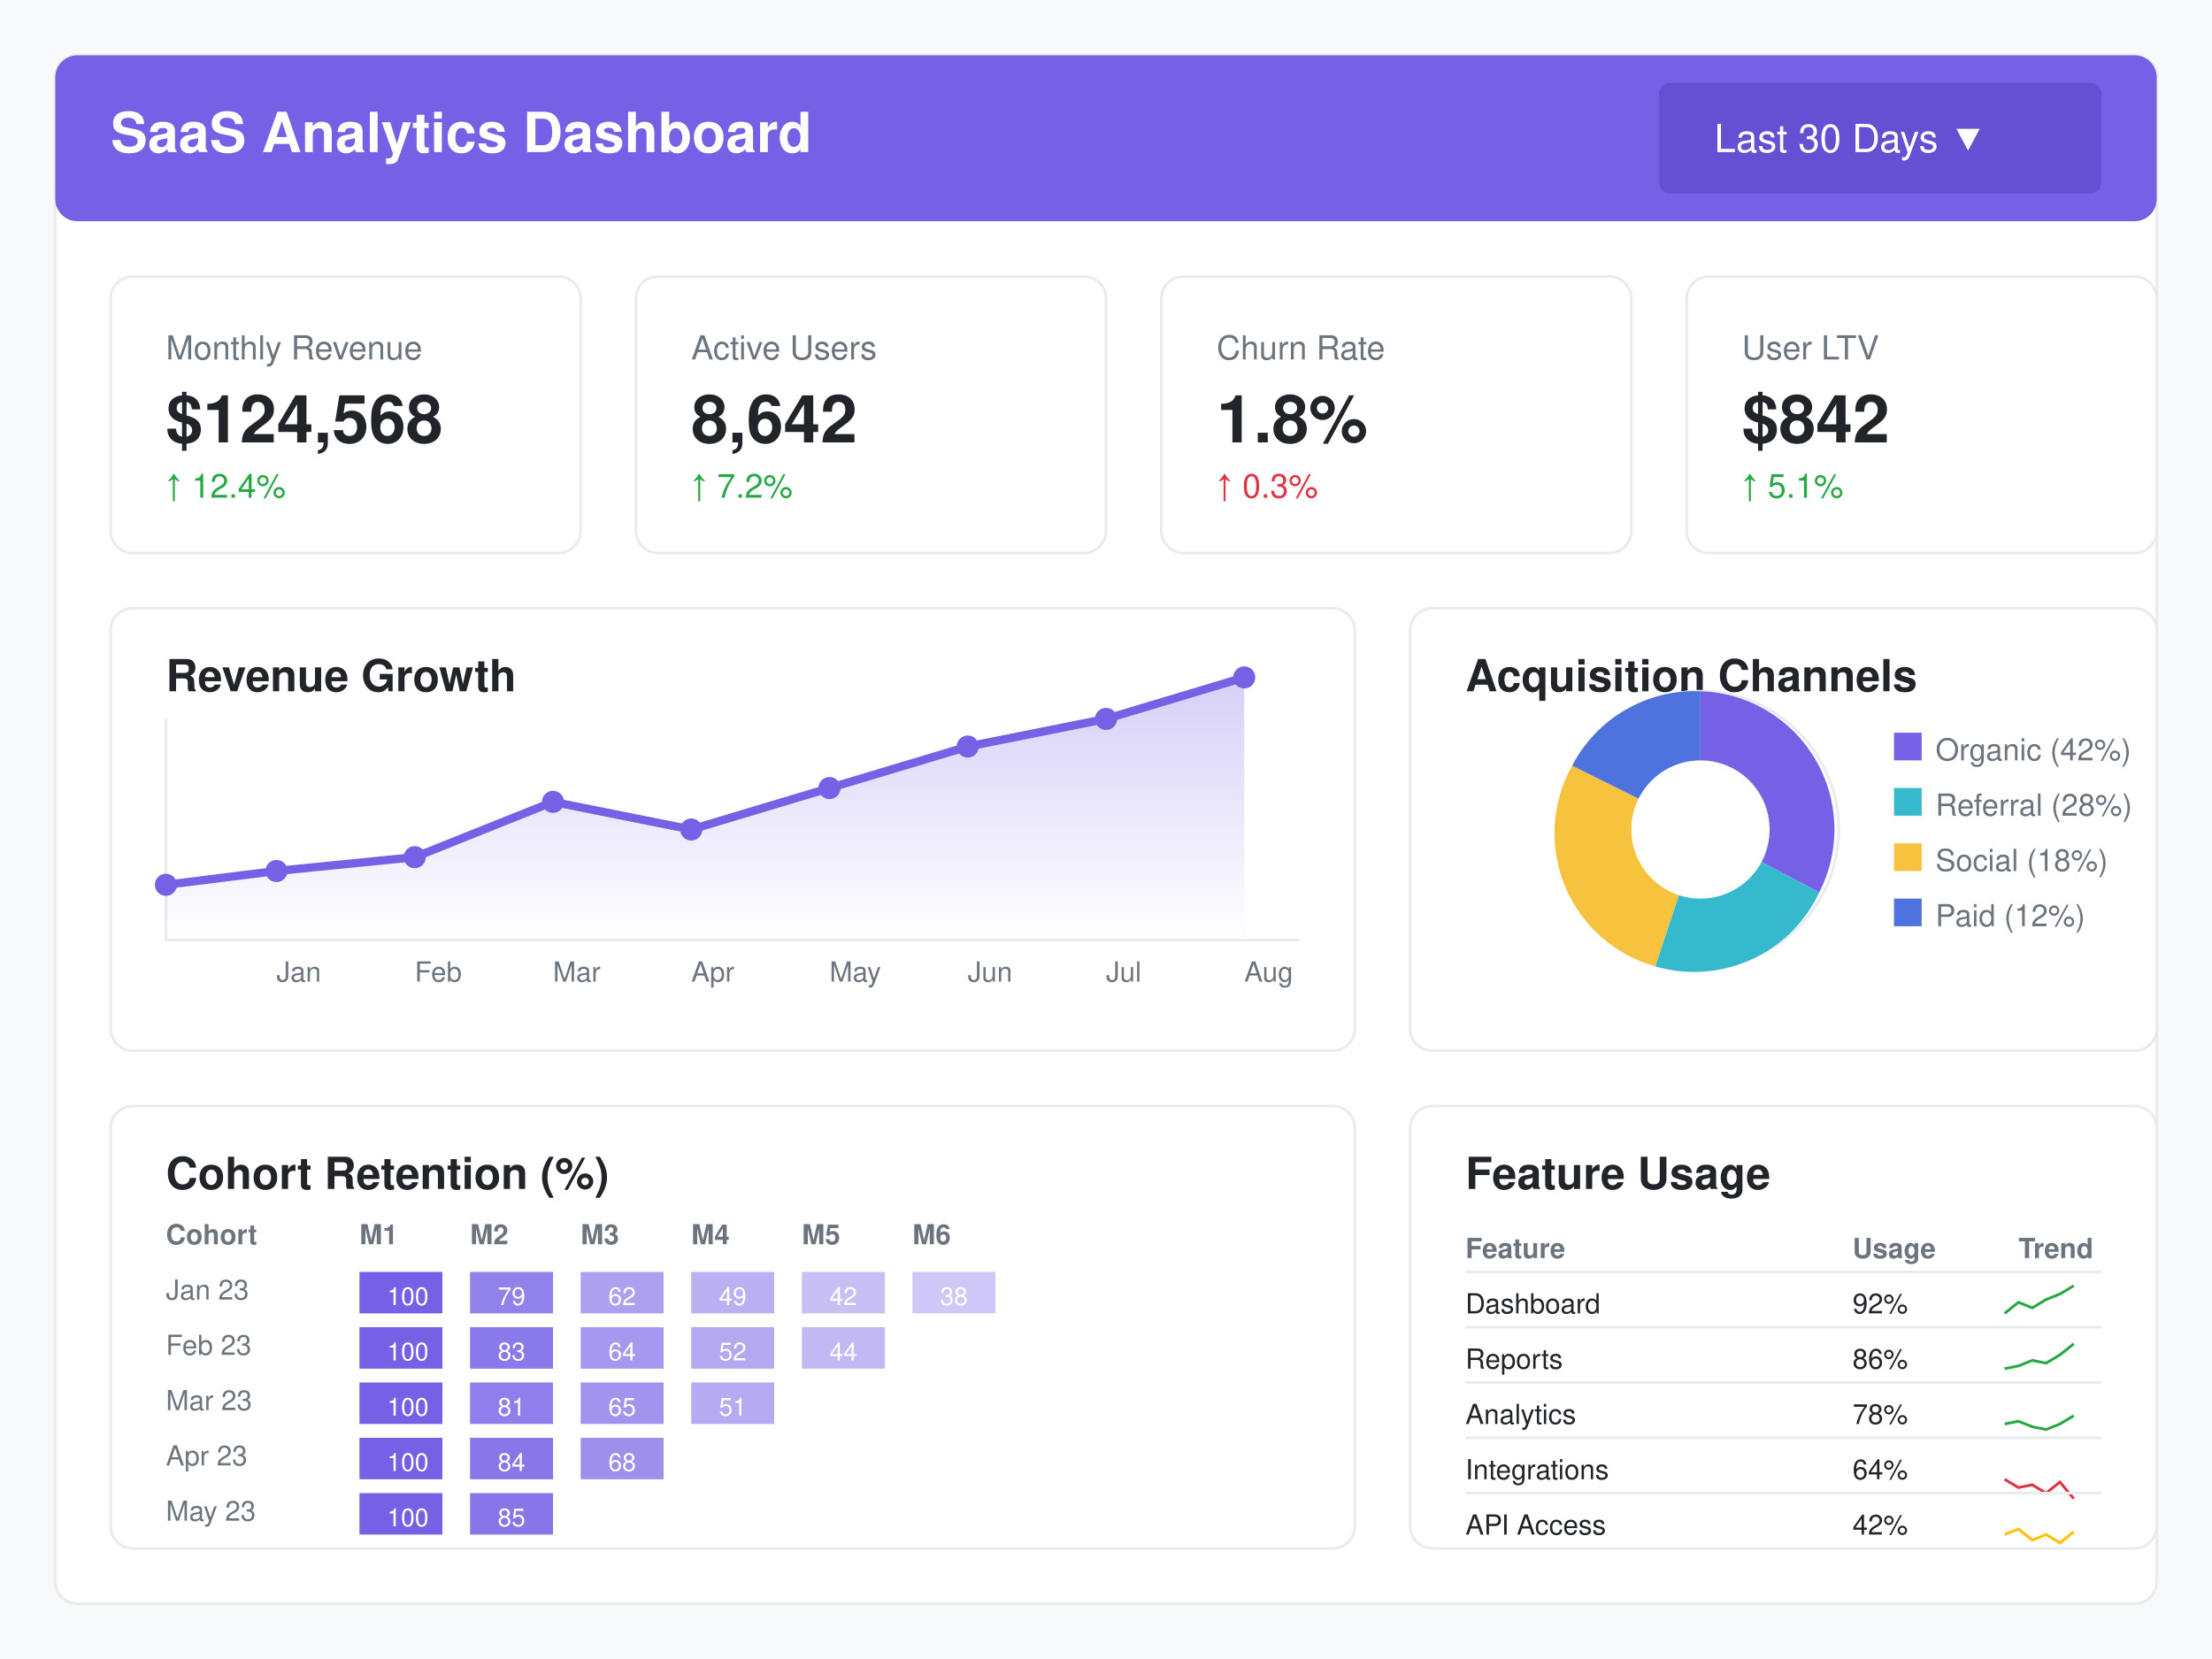 SaaS Analytics Dashboard
Last 30 Days ▼
Monthly Revenue
$124,568
↑ 12.4%
Active Users
8,642
↑ 7.2%
Churn Rate
1.8%
↑ 0.3%
User LTV
$842
↑ 5.1%
Revenue Growth
Jan Feb Mar Apr May Jun Jul Aug
Acquisition Channels
Organic (42%)
Referral (28%)
Social (18%)
Paid (12%)
Cohort Retention (%)
Cohort M1 M2 M3 M4 M5 M6
Jan 23 100 79 62 49 42 38
Feb 23 100 83 64 52 44
Mar 23 100 81 65 51
Apr 23 100 84 68
May 23 100 85
Feature Usage
Feature Usage Trend
Dashboard 92%
Reports 86%
Analytics 78%
Integrations 64%
API Access 42%